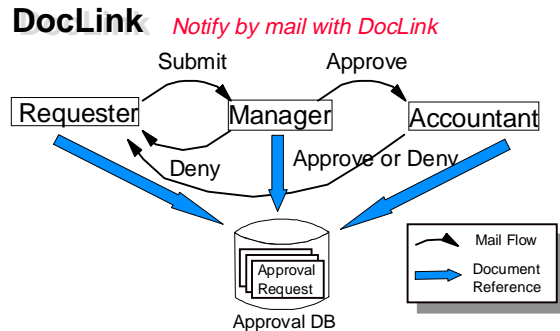 DocLink Notify by mail with DocLink
Submit Approve
Requester Manager Accountant
Deny Approve or Deny
Approval
Request
Approval DB
Mail Flow
Document
Reference